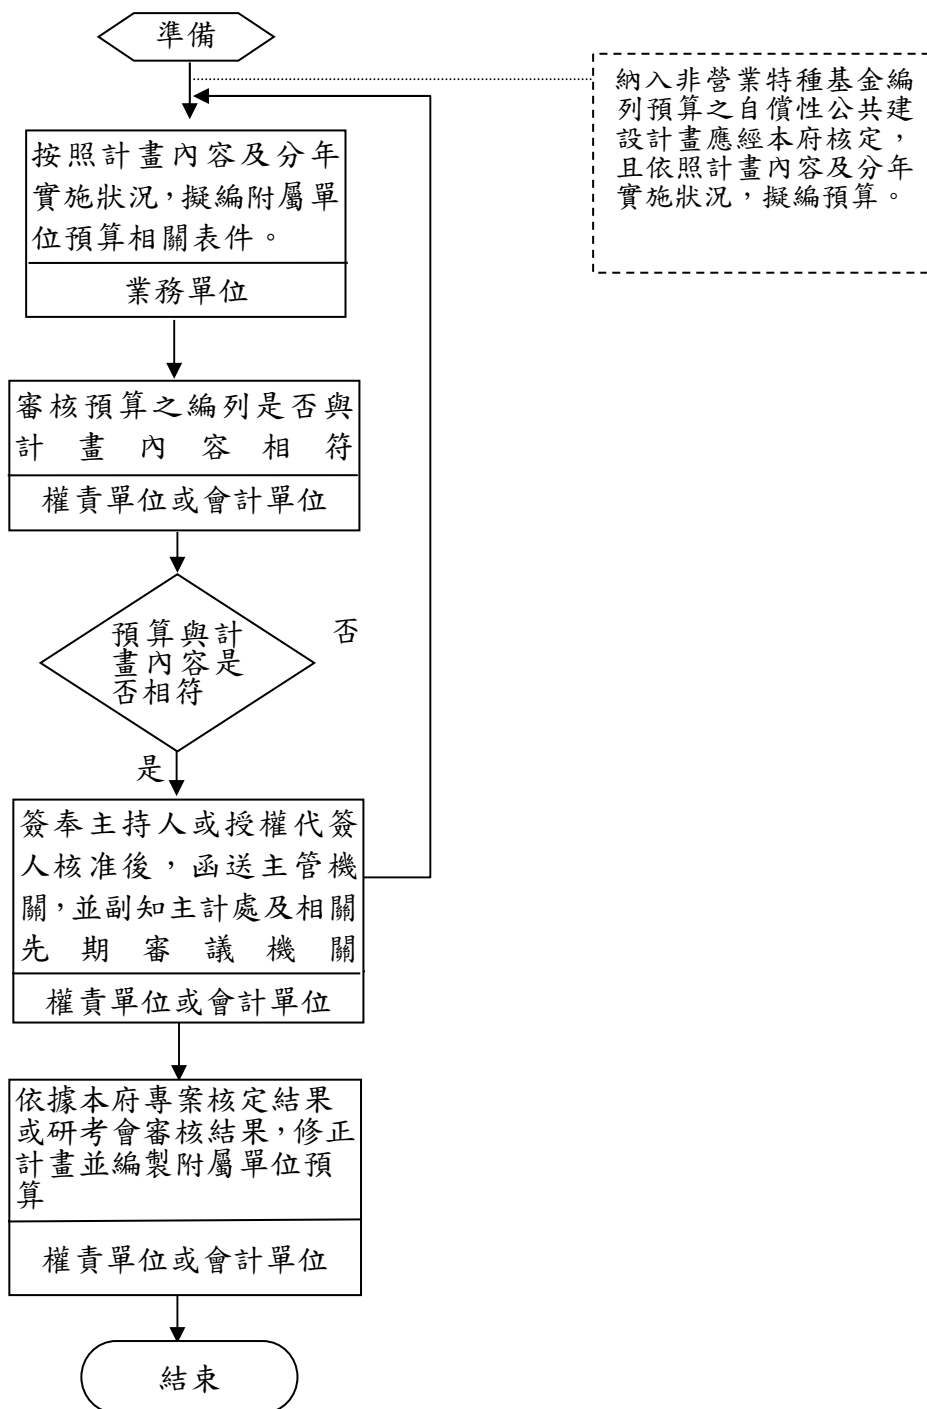 準備
納入非營業特種基金編
列預算之自償性公共建
設計畫應經本府核定，
且依照計畫內容及分年
實施狀況，擬編預算。
按照計畫內容及分年
實施狀況，擬編附屬單
位預算相關表件。
業務單位
審核預算之編列是否與
計畫內容相符
權責單位或會計單位
預算與計
畫內容是
否相符
否
是
簽奉主持人或授權代簽
人核准後，函送主管機
關，並副知主計處及相關
先期審議機關
權責單位或會計單位
依據本府專案核定結果
或研考會審核結果，修正
計畫並編製附屬單位預
算
權責單位或會計單位
結束